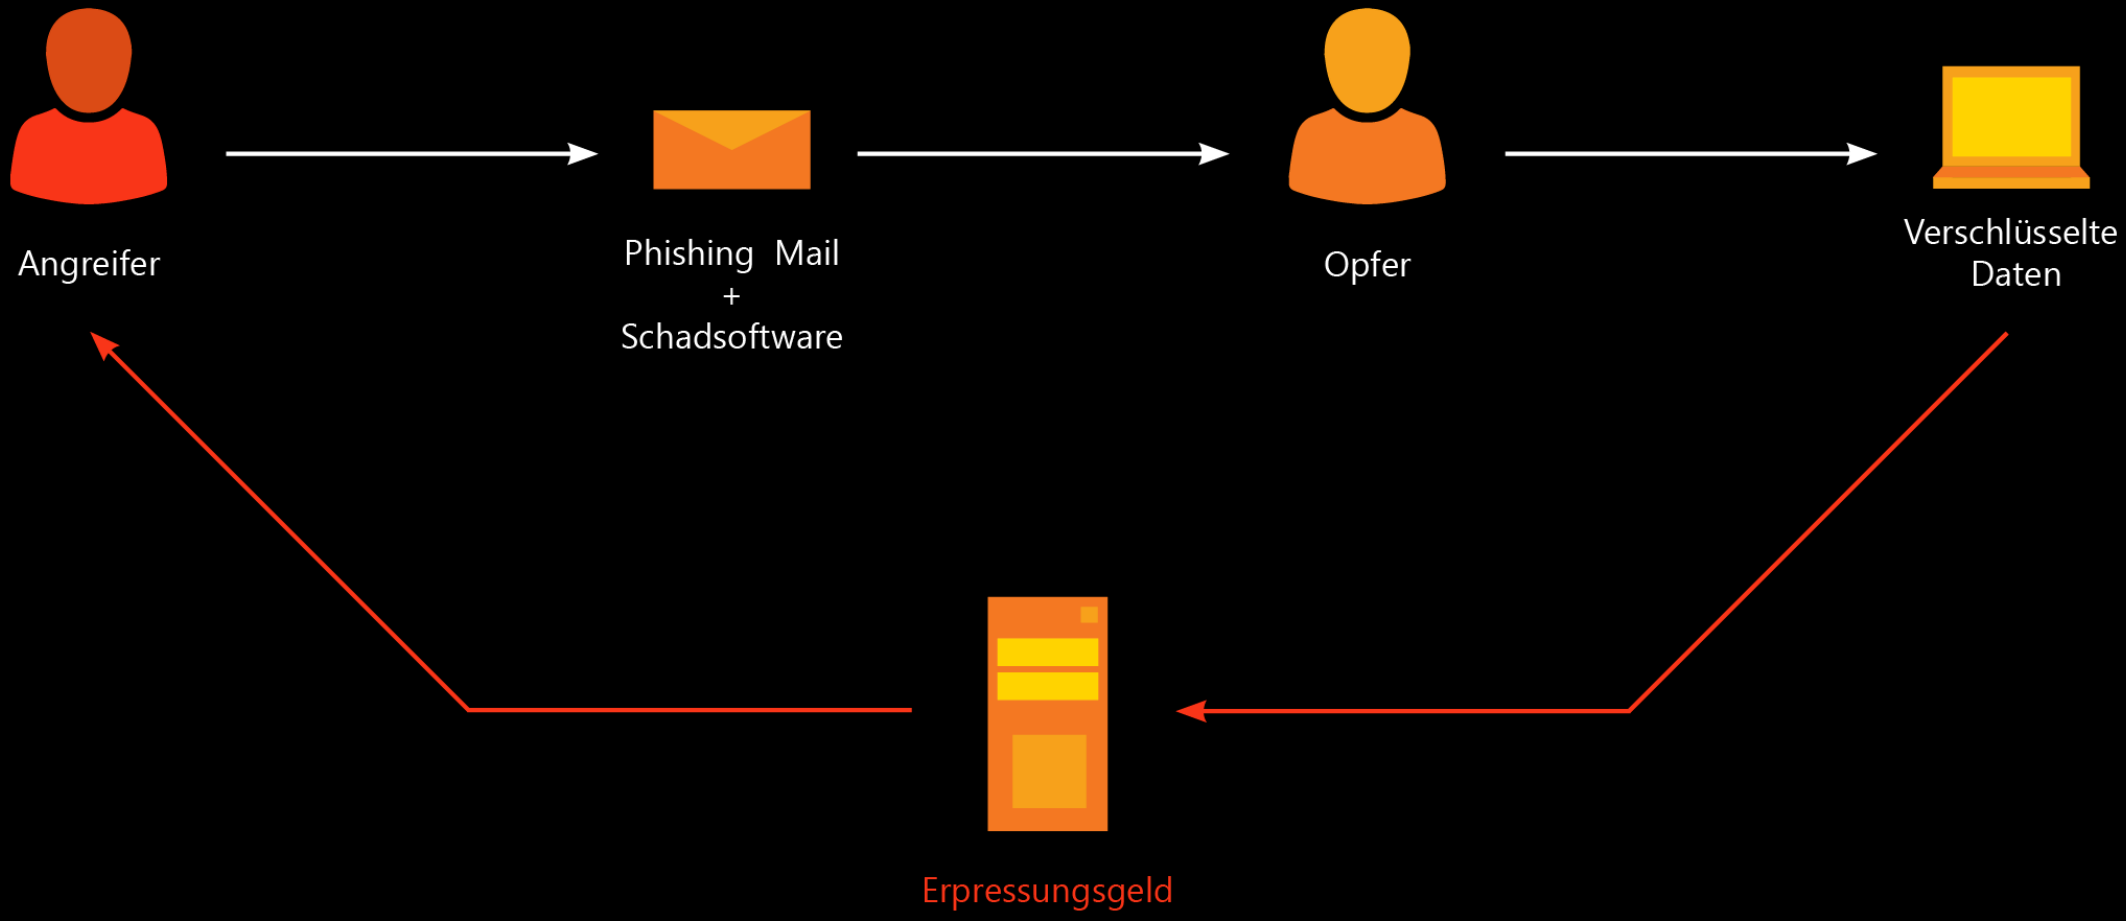 Angreifer
Phishing Mail
+
Schadsoftware
Opfer
Verschlüsselte
Daten
Erpressungsgeld